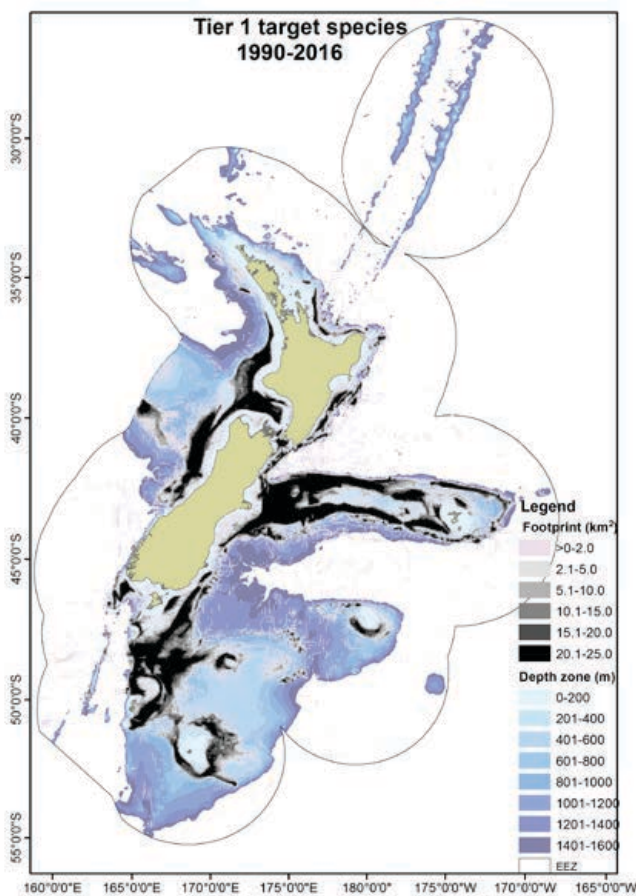 Tier 1 target species
1990-2016
30°0'0"S
35°0'0"S
40°0'0"S
45°0'0"S
50°0'0"S
55°0'0"S
Legend
Footprint (km²)
>0-2.0
2.1-5.0
5.1-10.0
10.1-15.0
15.1-20.0
20.1-25.0
Depth zone (m)
0-200
201-400
401-600
601-800
801-1000
1001-1200
1201-1400
1401-1600
EEZ
160°0'0"E 165°0'0"E 170°0'0"E 175°0'0"E 180°0'0" 175°0'0"W 170°0'0"W 165°0'0"W